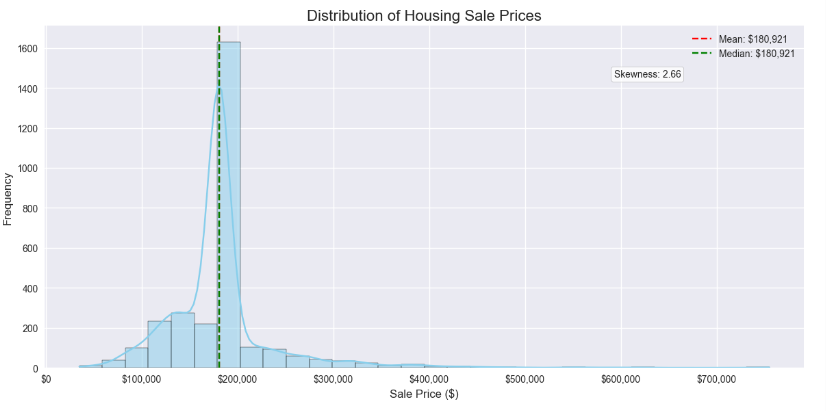 Distribution of Housing Sale Prices
Mean: $180,921
Median: $180,921
Skewness: 2.66
1600
1400
1200
1000
800
600
400
200
0
Frequency
$0 $100,000 $200,000 $300,000 $400,000 $500,000 $600,000 $700,000
Sale Price ($)